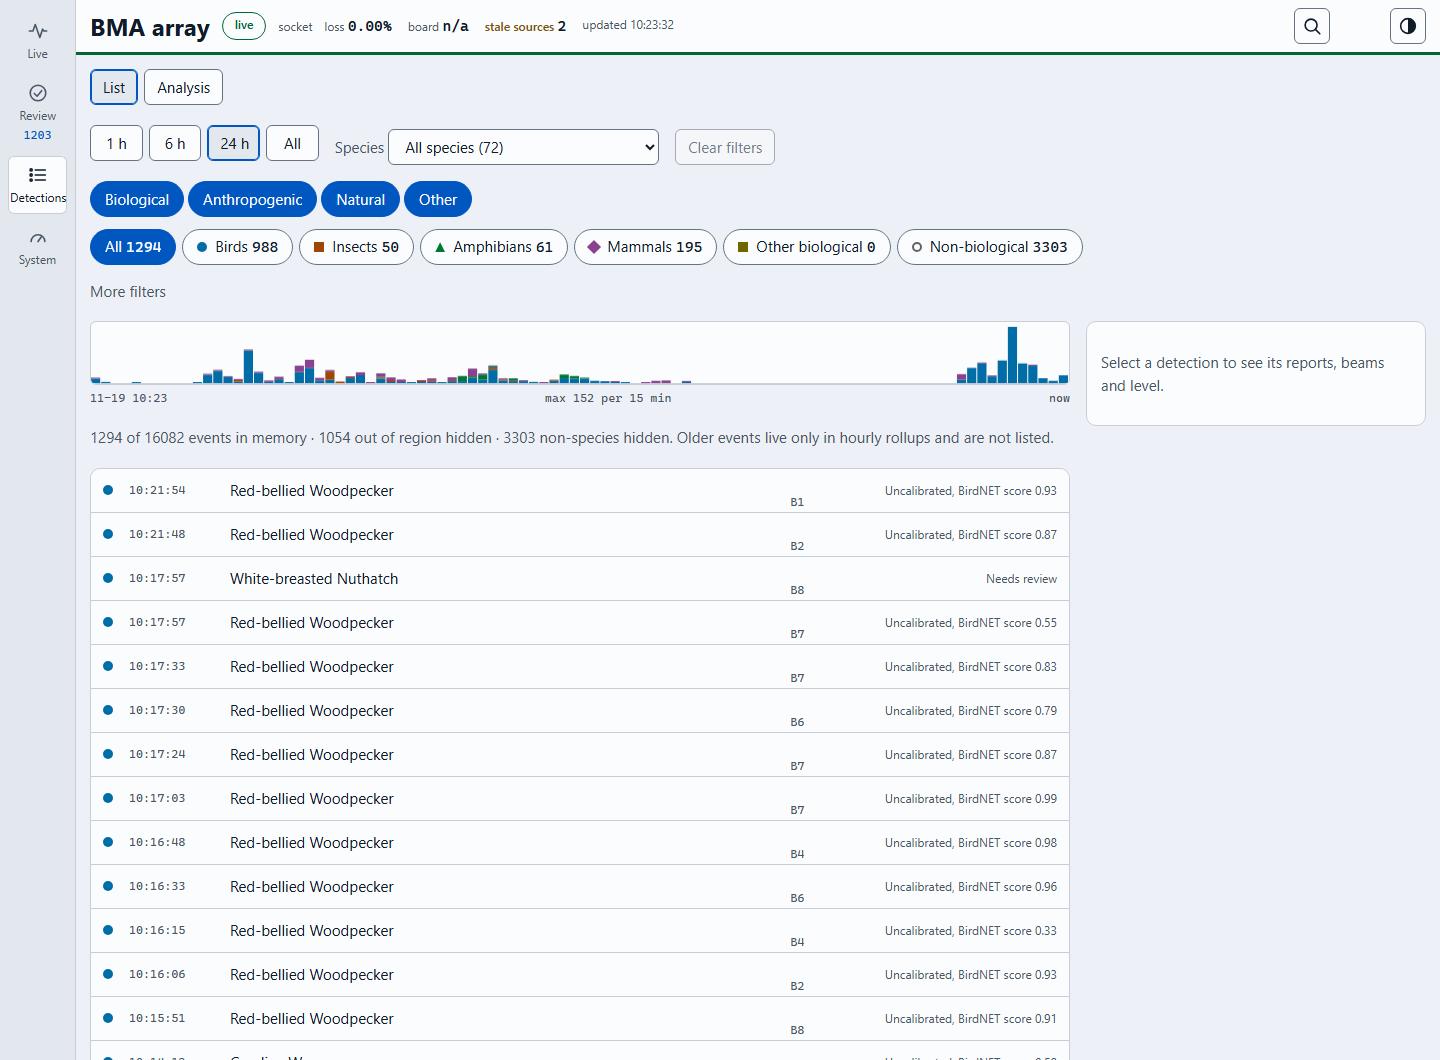 BMA array live socket loss 0.00% board n/a stale sources 2 updated 10:23:32
Live
Review
1203
Detections
System
List Analysis
1 h 6 h 24 h All Species All species (72) Clear filters
Biological Anthropogenic Natural Other
All 1294 Birds 988 Insects 50 Amphibians 61 Mammals 195 Other biological 0 Non-biological 3303
More filters
11-19 10:23 max 152 per 15 min now
Select a detection to see its reports, beams
and level.
1294 of 16082 events in memory · 1054 out of region hidden · 3303 non-species hidden. Older events live only in hourly rollups and are not listed.
10:21:54 Red-bellied Woodpecker B1 Uncalibrated, BirdNET score 0.93
10:21:48 Red-bellied Woodpecker B2 Uncalibrated, BirdNET score 0.87
10:17:57 White-breasted Nuthatch B8 Needs review
10:17:57 Red-bellied Woodpecker B7 Uncalibrated, BirdNET score 0.55
10:17:33 Red-bellied Woodpecker B7 Uncalibrated, BirdNET score 0.83
10:17:30 Red-bellied Woodpecker B6 Uncalibrated, BirdNET score 0.79
10:17:24 Red-bellied Woodpecker B7 Uncalibrated, BirdNET score 0.87
10:17:03 Red-bellied Woodpecker B7 Uncalibrated, BirdNET score 0.99
10:16:48 Red-bellied Woodpecker B4 Uncalibrated, BirdNET score 0.98
10:16:33 Red-bellied Woodpecker B6 Uncalibrated, BirdNET score 0.96
10:16:15 Red-bellied Woodpecker B4 Uncalibrated, BirdNET score 0.33
10:16:06 Red-bellied Woodpecker B2 Uncalibrated, BirdNET score 0.93
10:15:51 Red-bellied Woodpecker B8 Uncalibrated, BirdNET score 0.91